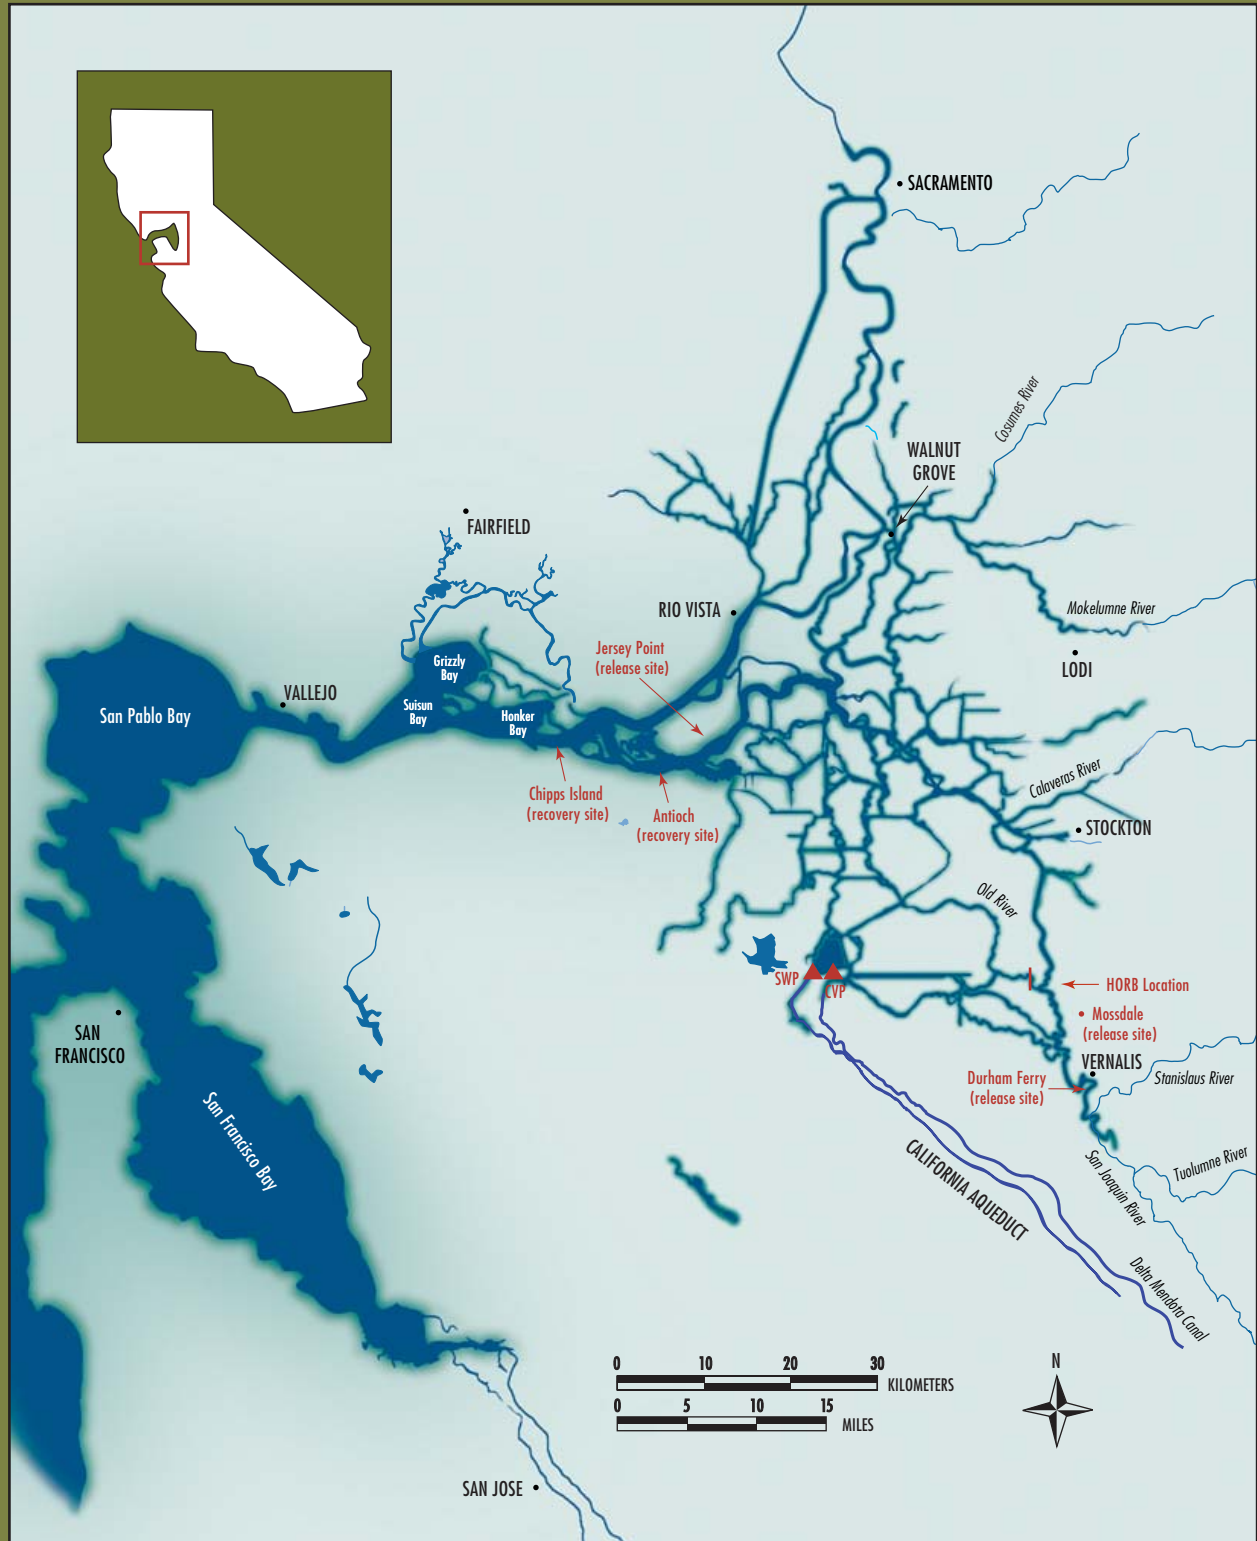 SACRAMENTO
Cosumes River
WALNUT
GROVE
FAIRFIELD
RIO VISTA
Mokelumne River
Jersey Point
(release site)
LODI
Grizzly
Bay
VALLEJO
San Pablo Bay
Suisun
Bay
Honker
Bay
Calaveras River
Chipps Island
(recovery site)
Antioch
(recovery site)
STOCKTON
Old River
SWP
CVP
HORB Location
Mossdale
(release site)
SAN
FRANCISCO
VERNALIS
Stanislaus River
Durham Ferry
(release site)
San Francisco Bay
CALIFORNIA AQUEDUCT
San Joaquin River
Tuolumne River
Delta Mendota Canal
0 10 20 30
KILOMETERS
0 5 10 15
MILES
N
SAN JOSE